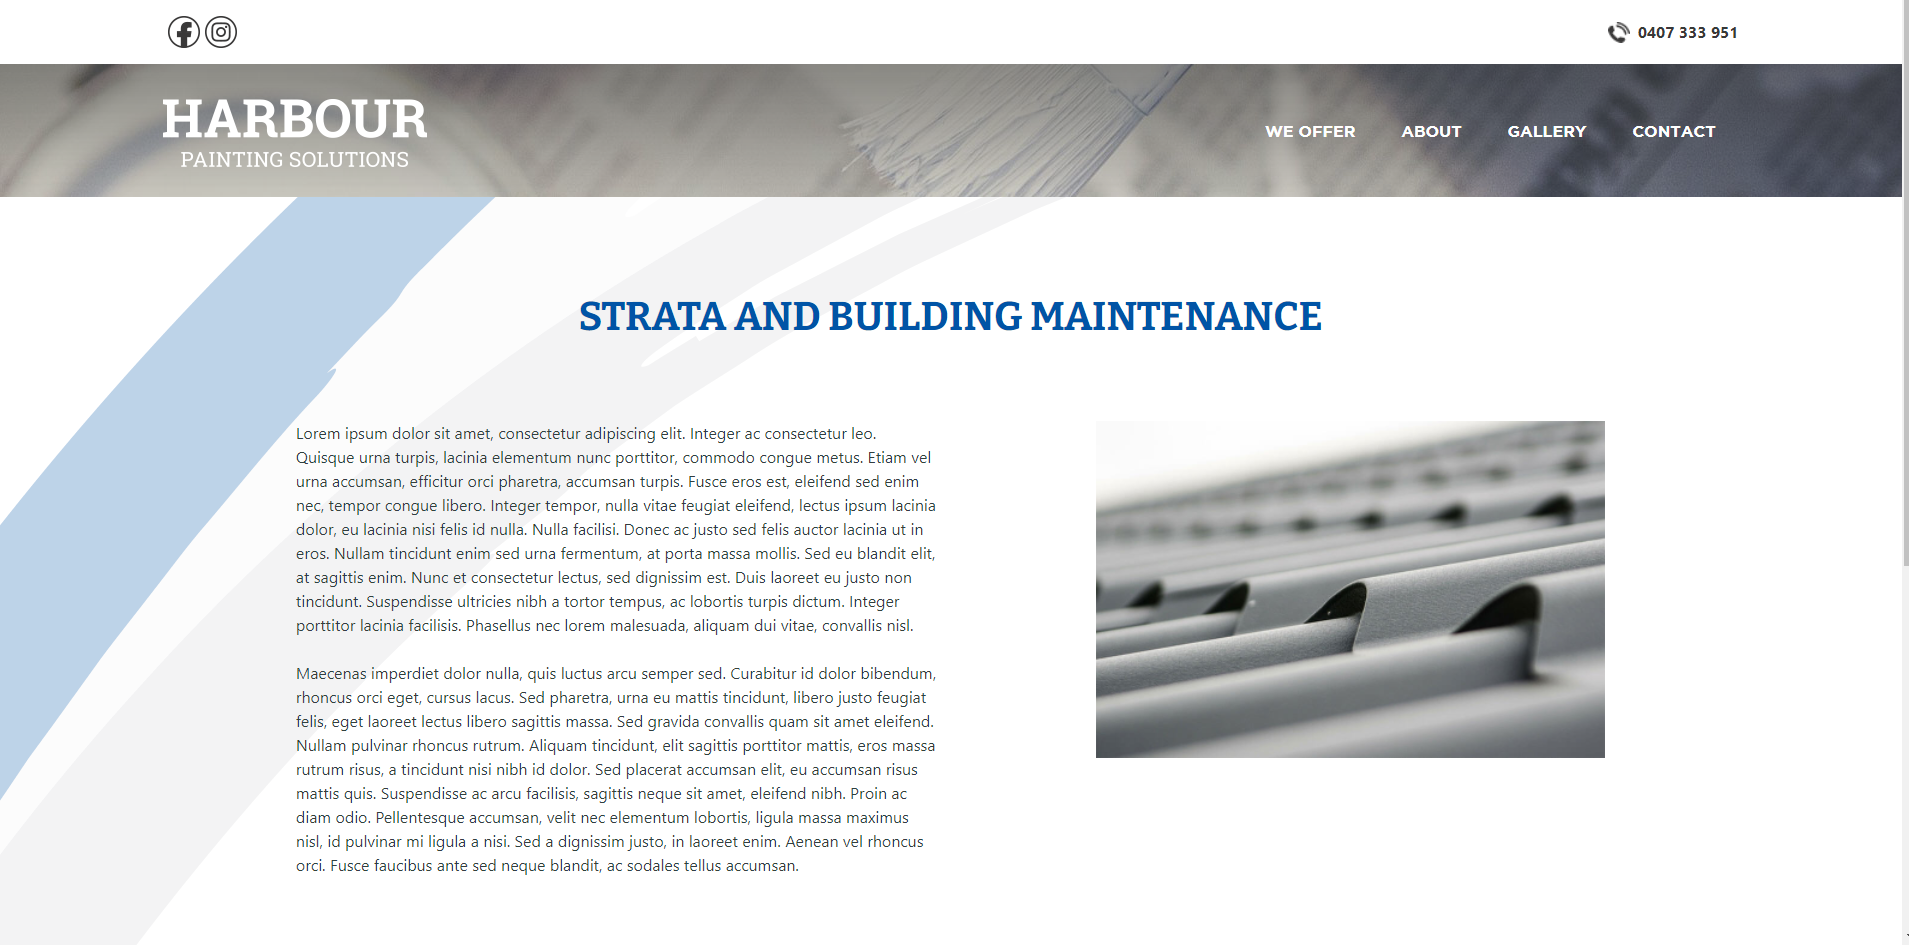 0407 333 951
HARBOUR
PAINTING SOLUTIONS
WE OFFER ABOUT GALLERY CONTACT
STRATA AND BUILDING MAINTENANCE
Lorem ipsum dolor sit amet, consectetur adipiscing elit. Integer ac consectetur leo.
Quisque urna turpis, lacinia elementum nunc porttitor, commodo congue metus. Etiam vel
urna accumsan, efficitur orci pharetra, accumsan turpis. Fusce eros est, eleifend sed enim
nec, tempor congue libero. Integer tempor, nulla vitae feugiat eleifend, lectus ipsum lacinia
dolor, eu lacinia nisi felis id nulla. Nulla facilisi. Donec ac justo sed felis auctor lacinia ut in
eros. Nullam tincidunt enim sed urna fermentum, at porta massa mollis. Sed eu blandit elit,
at sagittis enim. Nunc et consectetur lectus, sed dignissim est. Duis laoreet eu justo non
tincidunt. Suspendisse ultricies nibh a tortor tempus, ac lobortis turpis dictum. Integer
porttitor lacinia facilisis. Phasellus nec lorem malesuada, aliquam dui vitae, convallis nisl.
Maecenas imperdiet dolor nulla, quis luctus arcu semper sed. Curabitur id dolor bibendum,
rhoncus orci eget, cursus lacus. Sed pharetra, urna eu mattis tincidunt, libero justo feugiat
felis, eget laoreet lectus libero sagittis massa. Sed gravida convallis quam sit amet eleifend.
Nullam pulvinar rhoncus rutrum. Aliquam tincidunt, elit sagittis porttitor mattis, eros massa
rutrum risus, a tincidunt nisi nibh id dolor. Sed placerat accumsan elit, eu accumsan risus
mattis quis. Suspendisse ac arcu facilisis, sagittis neque sit amet, eleifend nibh. Proin ac
diam odio. Pellentesque accumsan, velit nec elementum lobortis, ligula massa maximus
nisl, id pulvinar mi ligula a nisi. Sed a dignissim justo, in laoreet enim. Aenean vel rhoncus
orci. Fusce faucibus ante sed neque blandit, ac sodales tellus accumsan.